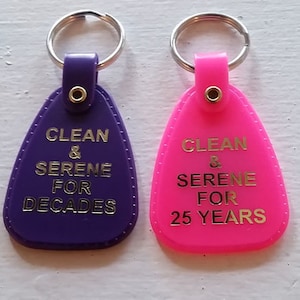 CLEAN
&
SERENE
FOR
DECADES
CLEAN
&
SERENE
FOR
25 YEARS